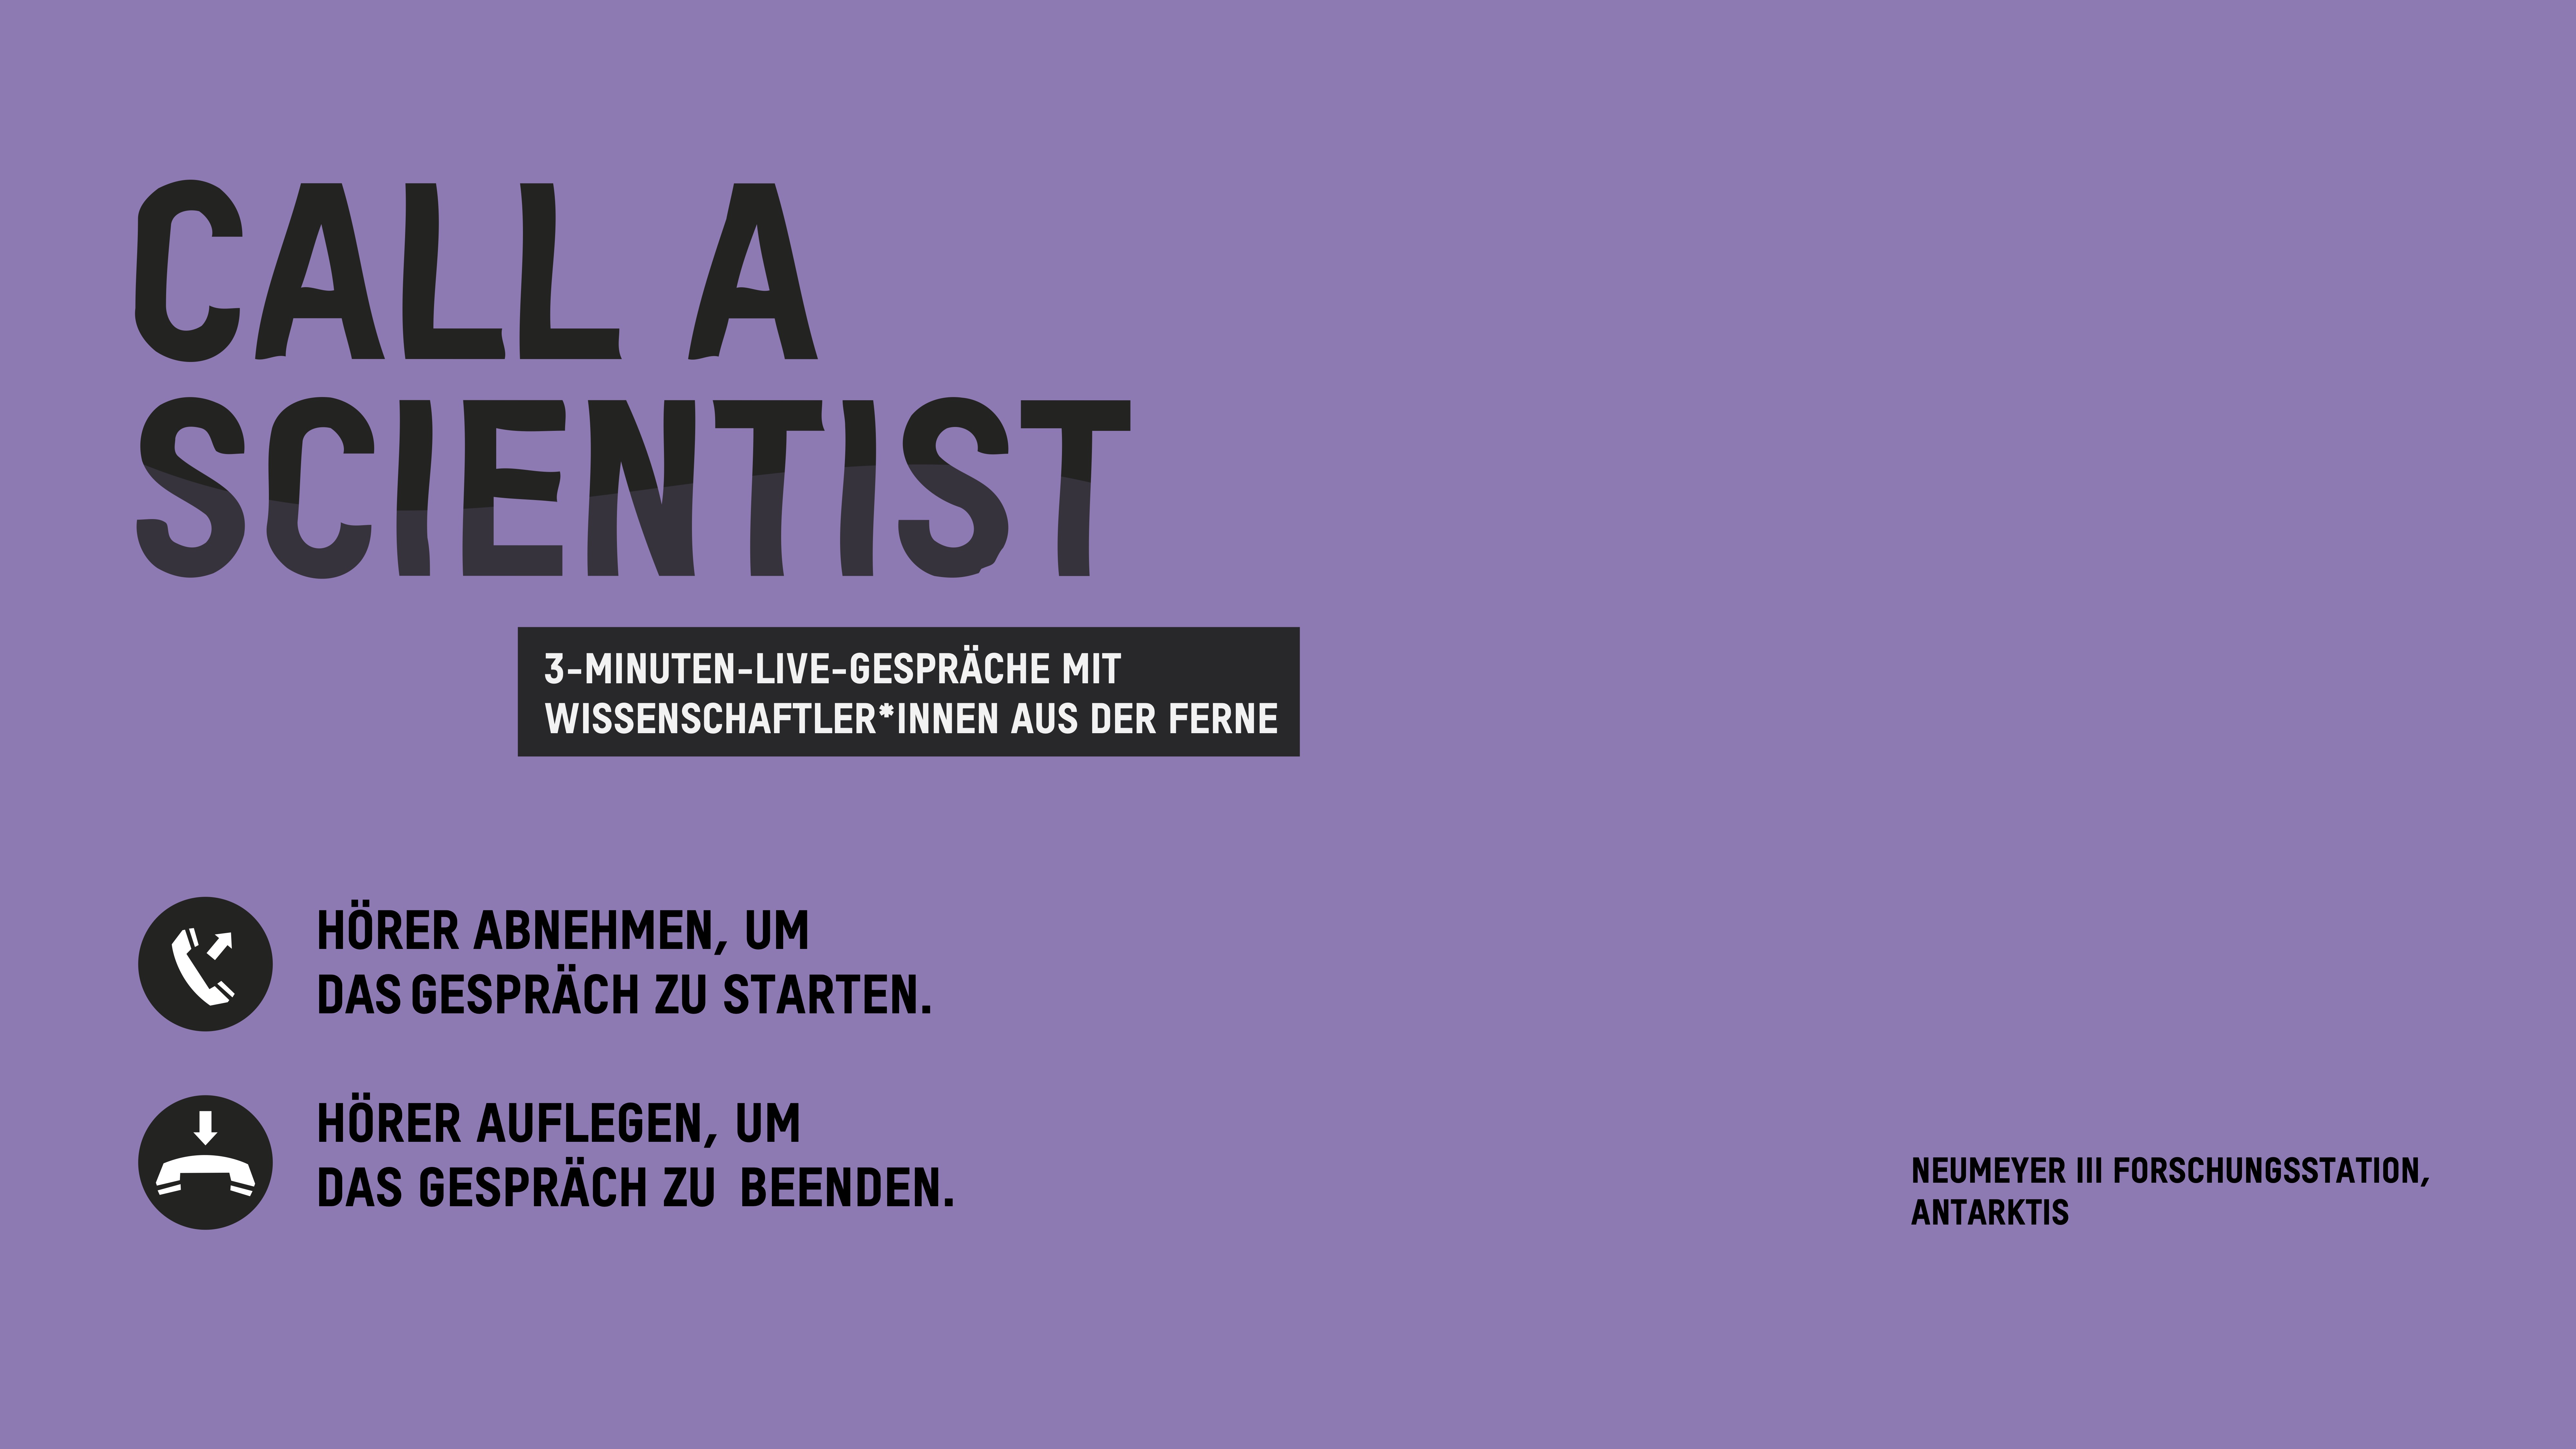 CALL A
SCIENTIST
3-MINUTEN-LIVE-GESPRÄCHE MIT
WISSENSCHAFTLER*INNEN AUS DER FERNE
HÖRER ABNEHMEN, UM
DAS GESPRÄCH ZU STARTEN.
HÖRER AUFLEGEN, UM
DAS GESPRÄCH ZU BEENDEN.
NEUMEYER III FORSCHUNGSSTATION,
ANTARKTIS